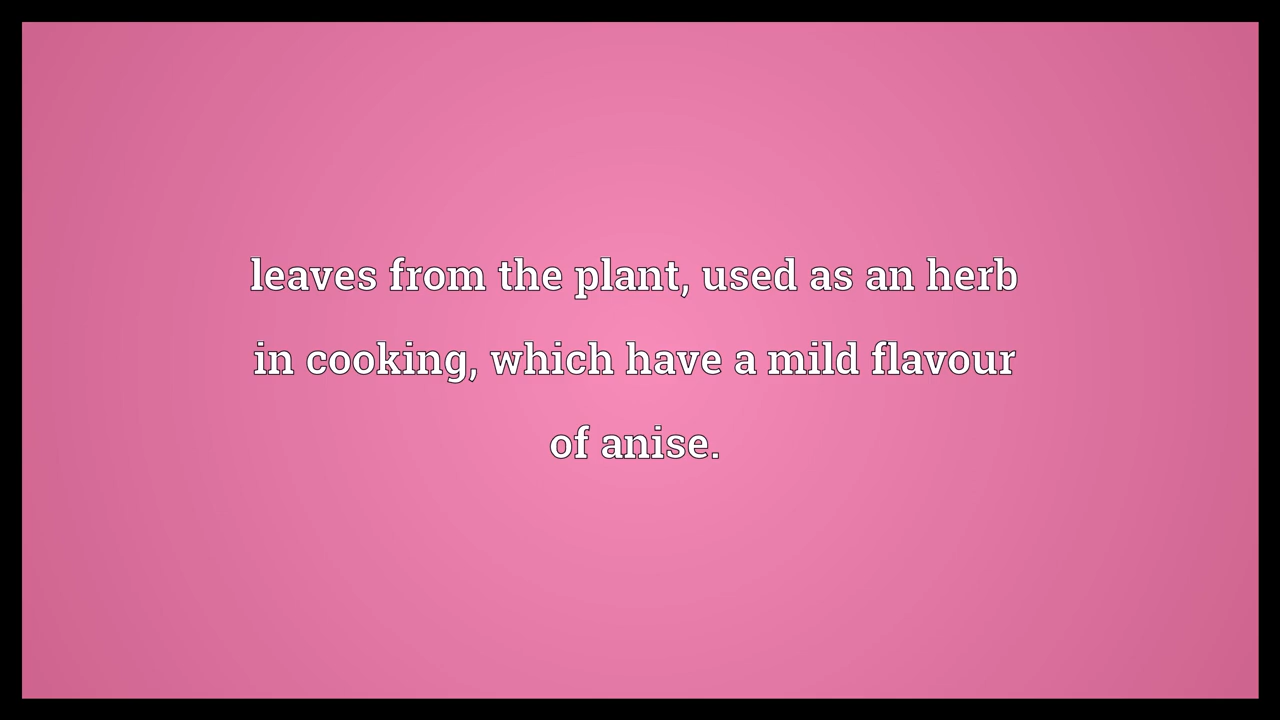 leaves from the plant, used as an herb
in cooking, which have a mild flavour
of anise.